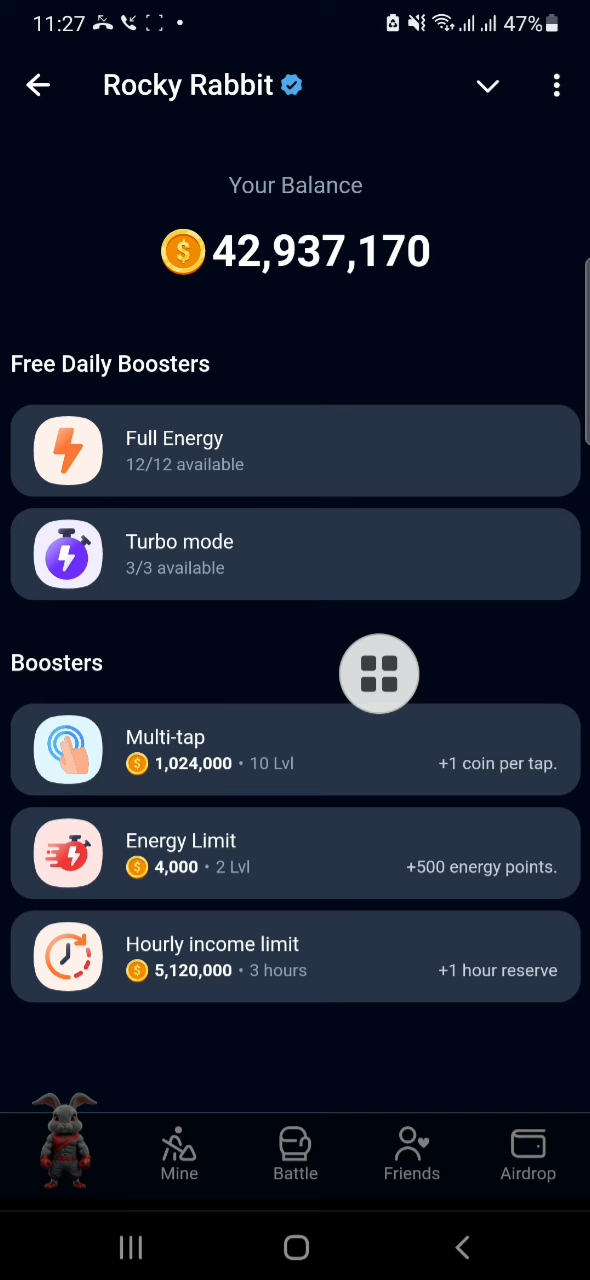 11:27 47%
Rocky Rabbit
Your Balance
42,937,170
Free Daily Boosters
Full Energy
12/12 available
Turbo mode
3/3 available
Boosters
Multi-tap
1,024,000 • 10 Lvl +1 coin per tap.
Energy Limit
4,000 • 2 Lvl +500 energy points.
Hourly income limit
5,120,000 • 3 hours +1 hour reserve
Mine Battle Friends Airdrop